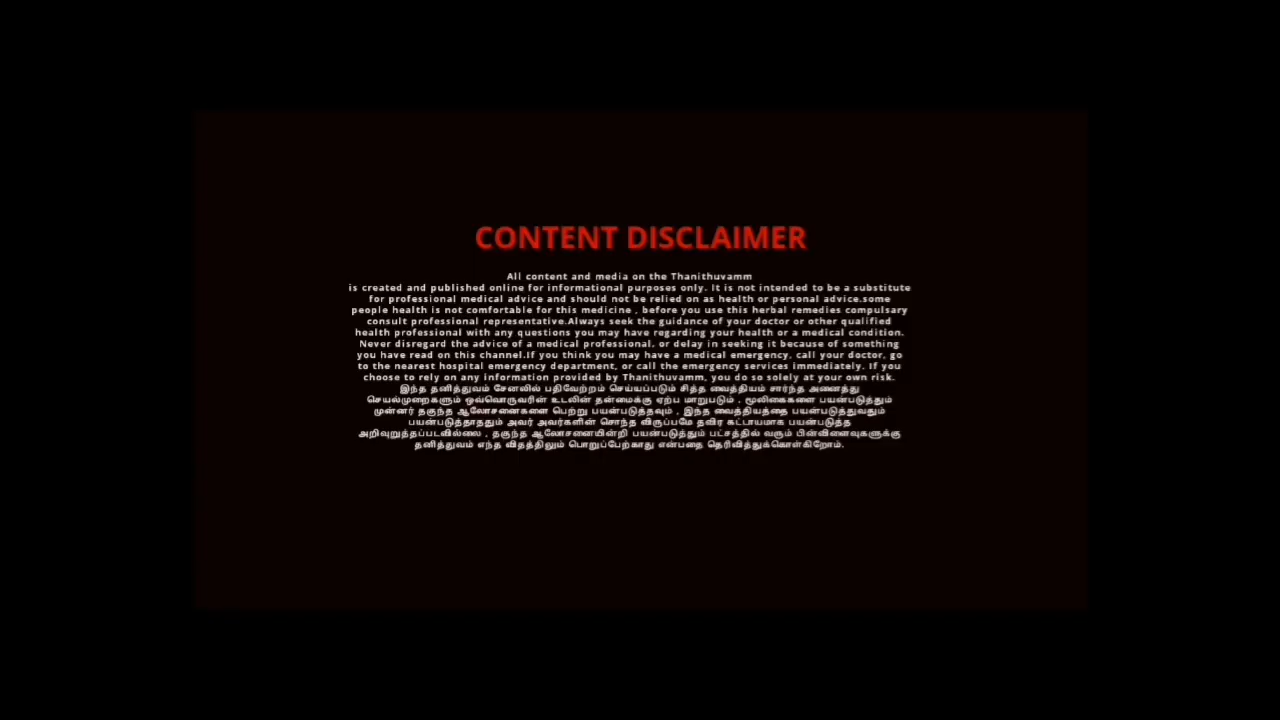 CONTENT DISCLAIMER
All content and media on the Thanithuvamm
is created and published online for informational purposes only. It is not intended to be a substitute
for professional medical advice and should not be relied on as health or personal advice.some
people health is not comfortable for this medicine , before you use this herbal remedies compulsary
consult professional representative.Always seek the guidance of your doctor or other qualified
health professional with any questions you may have regarding your health or a medical condition.
Never disregard the advice of a medical professional, or delay in seeking it because of something
you have read on this channel.If you think you may have a medical emergency, call your doctor, go
to the nearest hospital emergency department, or call the emergency services immediately. If you
choose to rely on any information provided by Thanithuvamm, you do so solely at your own risk.
இந்த தனித்துவம் சேனலில் பதிவேற்றம் செய்யப்படும் சித்த வைத்தியம் சார்ந்த அனைத்து
செயல்முறைகளும் ஒவ்வொருவரின் உடலின் தன்மைக்கு ஏற்ப மாறுபடும் , மூலிகைகளை பயன்படுத்தும்
முன்னர் தகுந்த ஆலோசனைகளை பெற்று பயன்படுத்தவும் , இந்த வைத்தியத்தை பயன்படுத்துவதும்
பயன்படுத்தாததும் அவர் அவர்களின் சொந்த விருப்பமே தவிர கட்டாயமாக பயன்படுத்த
அறிவுறுத்தப்படவில்லை , தகுந்த ஆலோசனையின்றி பயன்படுத்தும் பட்சத்தில் வரும் பின்விளைவுகளுக்கு
தனித்துவம் எந்த விதத்திலும் பொறுப்பேற்காது என்பதை தெரிவித்துக்கொள்கிறோம்.